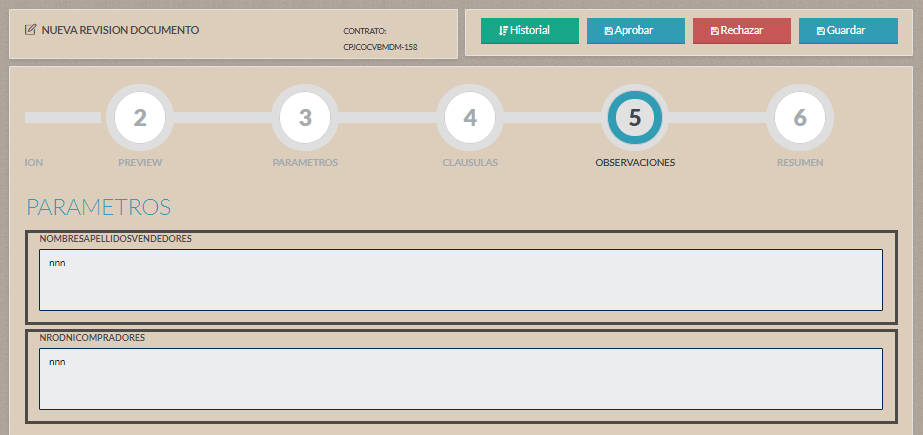 NUEVA REVISION DOCUMENTO
CONTRATO:
CPJCOCVBMDM-158
Historial
Aprobar
Rechazar
Guardar
2
3
4
5
6
ION
PREVIEW
PARAMETROS
CLAUSULAS
OBSERVACIONES
RESUMEN
PARAMETROS
NOMBRESAPELLIDOSVENDEDORES
nnn
NRODNICOMPRADORES
nnn